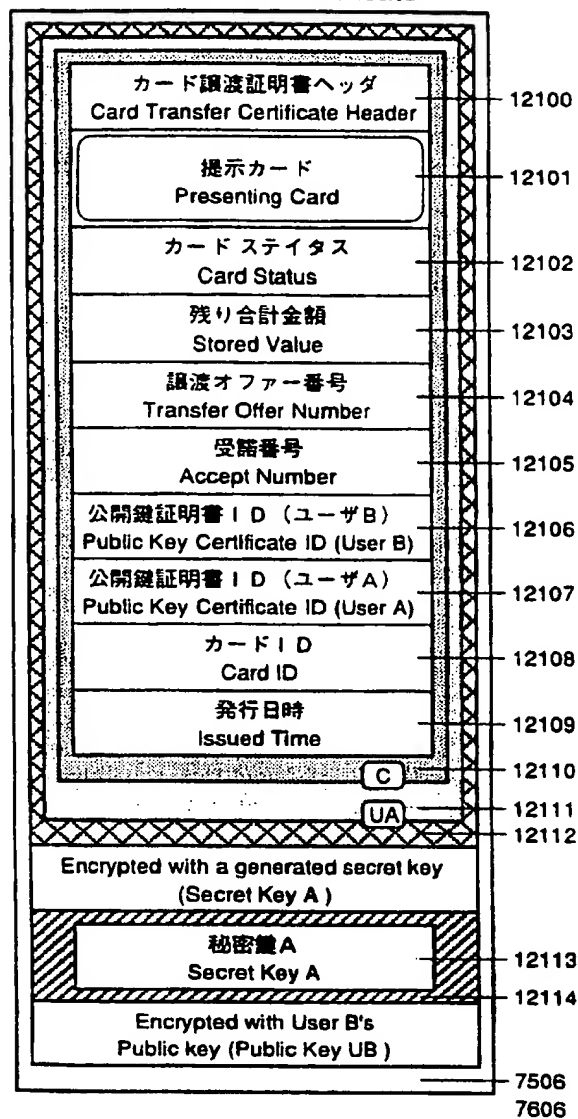 カード譲渡証明書ヘッダ
Card Transfer Certificate Header
12100
提示カード
Presenting Card
12101
カード ステイタス
Card Status
12102
残り合計金額
Stored Value
12103
譲渡オファー番号
Transfer Offer Number
12104
受諾番号
Accept Number
12105
公開鍵証明書ＩＤ（ユーザＢ）
Public Key Certificate ID (User B)
12106
公開鍵証明書ＩＤ（ユーザＡ）
Public Key Certificate ID (User A)
12107
カードＩＤ
Card ID
12108
発行日時
Issued Time
12109
C
12110
UA
12111
12112
Encrypted with a generated secret key
(Secret Key A )
秘密鍵A
Secret Key A
12113
12114
Encrypted with User B's
Public key (Public Key UB )
7506
7606